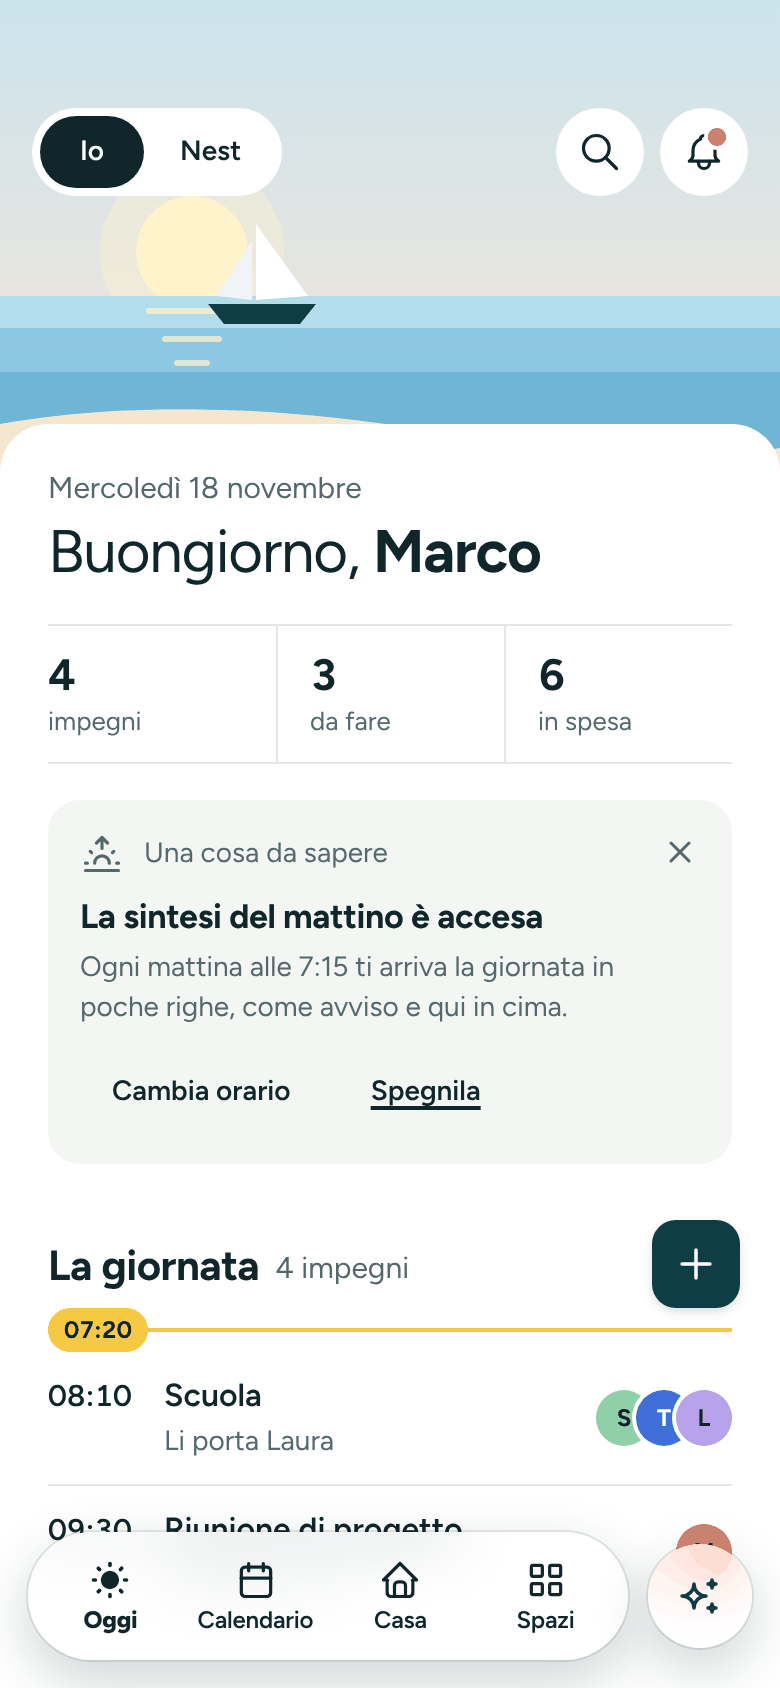 Io
Nest
Mercoledì 18 novembre
Buongiorno, Marco
4
impegni
3
da fare
6
in spesa
Una cosa da sapere
La sintesi del mattino è accesa
Ogni mattina alle 7:15 ti arriva la giornata in
poche righe, come avviso e qui in cima.
Cambia orario
Spegnila
La giornata 4 impegni
07:20
08:10 Scuola
S T L
Li porta Laura
09:30 Riunione di progetto
Oggi
Calendario
Casa
Spazi